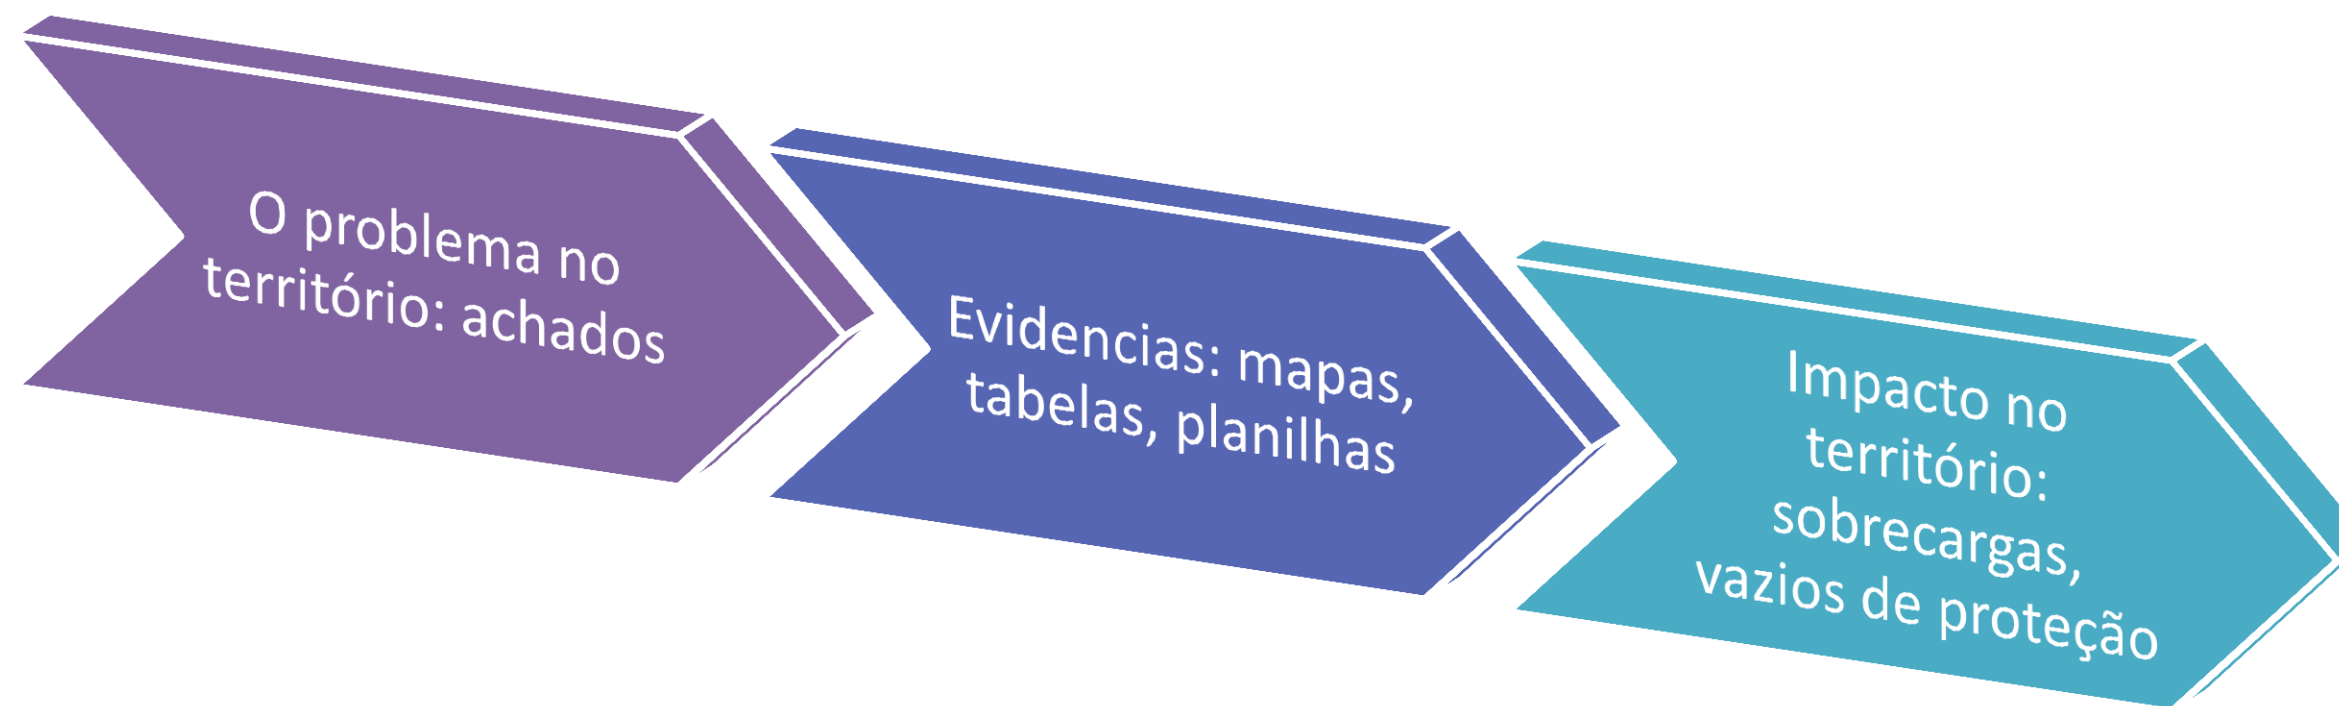 O problema no
território: achados
Evidencias: mapas,
tabelas, planilhas
Impacto no
território:
sobrecargas,
vazios de proteção